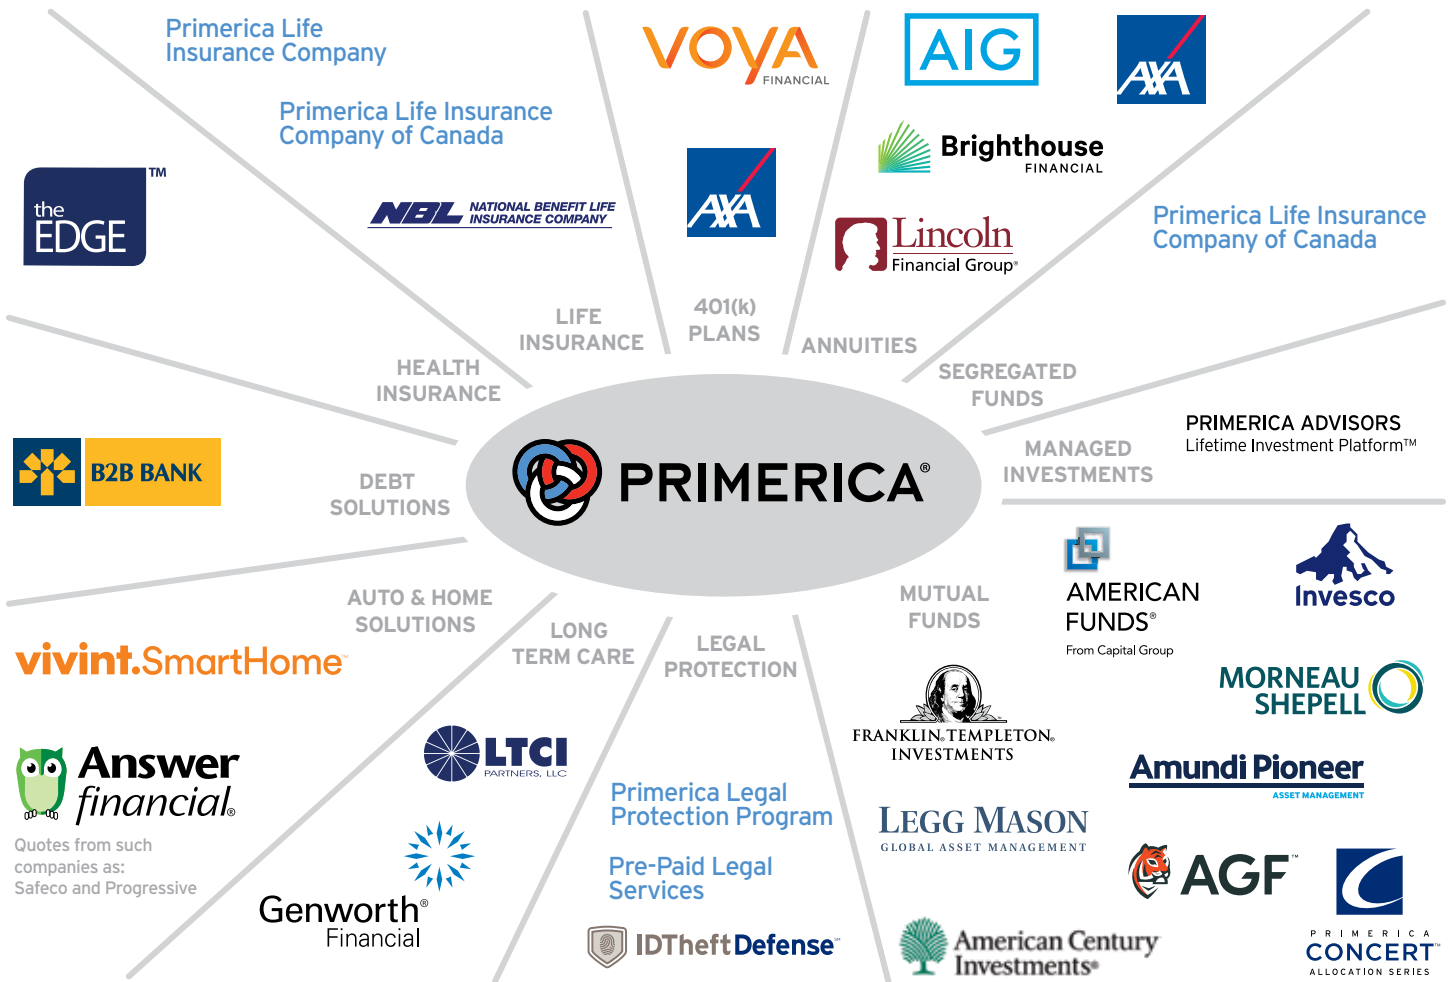 Primerica Life
Insurance Company
Primerica Life Insurance
Company of Canada
NBL NATIONAL BENEFIT LIFE
INSURANCE COMPANY
LIFE
INSURANCE
VOYA
FINANCIAL
AXA
401(k)
PLANS
AIG
AXA
Brighthouse
FINANCIAL
Lincoln
Financial Group®
ANNUITIES
Primerica Life Insurance
Company of Canada
SEGREGATED
FUNDS
the
EDGE
TM
HEALTH
INSURANCE
PRIMERICA ADVISORS
Lifetime Investment Platform™
MANAGED
INVESTMENTS
B2B BANK
DEBT
SOLUTIONS
PRIMERICA®
AUTO & HOME
SOLUTIONS
vivint.SmartHome™
Answer
financial®
Quotes from such
companies as:
Safeco and Progressive
LONG
TERM CARE
LTCI
PARTNERS, LLC
Genworth®
Financial
LEGAL
PROTECTION
Primerica Legal
Protection Program
Pre-Paid Legal
Services
IDTheftDefense℠
MUTUAL
FUNDS
AMERICAN
FUNDS®
From Capital Group
Invesco
FRANKLIN®TEMPLETON®
INVESTMENTS
MORNEAU
SHEPELL
Amundi Pioneer
ASSET MANAGEMENT
LEGG MASON
GLOBAL ASSET MANAGEMENT
AGF™
American Century
Investments®
PRIMERICA
CONCERT™
ALLOCATION SERIES